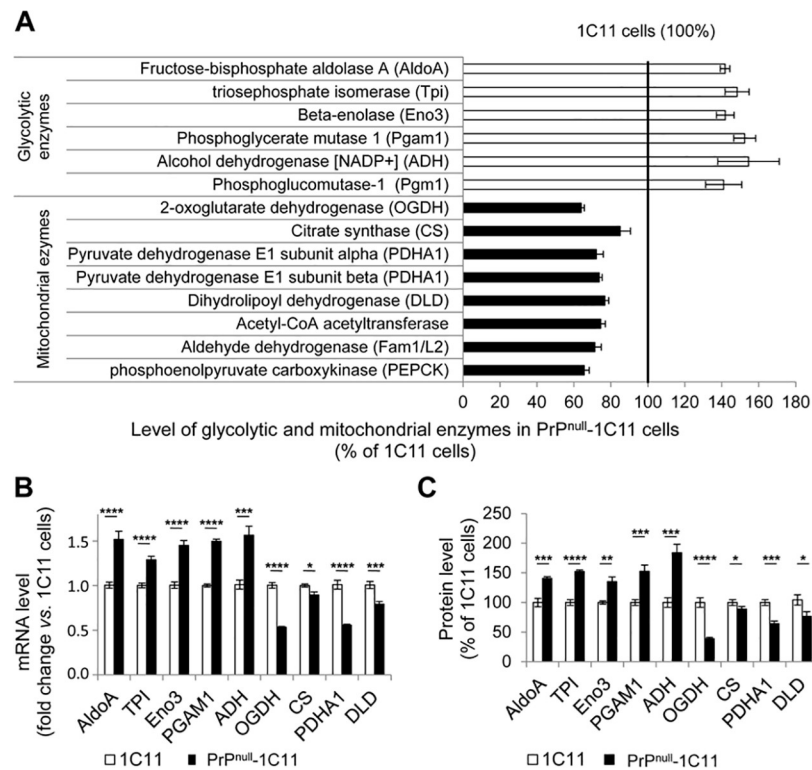 A
1C11 cells (100%)
Glycolytic
enzymes
Fructose-bisphosphate aldolase A (AldoA)
triosephosphate isomerase (Tpi)
Beta-enolase (Eno3)
Phosphoglycerate mutase 1 (Pgam1)
Alcohol dehydrogenase [NADP+] (ADH)
Phosphoglucomutase-1 (Pgm1)
Mitochondrial ezymes
2-oxoglutarate dehydrogenase (OGDH)
Citrate synthase (CS)
Pyruvate dehydrogenase E1 subunit alpha (PDHA1)
Pyruvate dehydrogenase E1 subunit beta (PDHA1)
Dihydrolipoyl dehydrogenase (DLD)
Acetyl-CoA acetyltransferase
Aldehyde dehydrogenase (Fam1/L2)
phosphoenolpyruvate carboxykinase (PEPCK)
0 20 40 60 80 100 120 140 160 180
Level of glycolytic and mitochondrial enzymes in PrPnull-1C11 cells
(% of 1C11 cells)
B
mRNA level
(fold change vs. 1C11 cells)
1.5
1.0
0.5
0.0
**** **** **** **** *** **** * **** ***
AldoA TPI Eno3 PGAM1 ADH OGDH CS PDHA1 DLD
1C11 PrPnull-1C11
C
Protein level
(% of 1C11 cells)
250
200
150
100
50
0
*** **** ** *** *** **** * *** *
AldoA TPI Eno3 PGAM1 ADH OGDH CS PDHA1 DLD
1C11 PrPnull-1C11